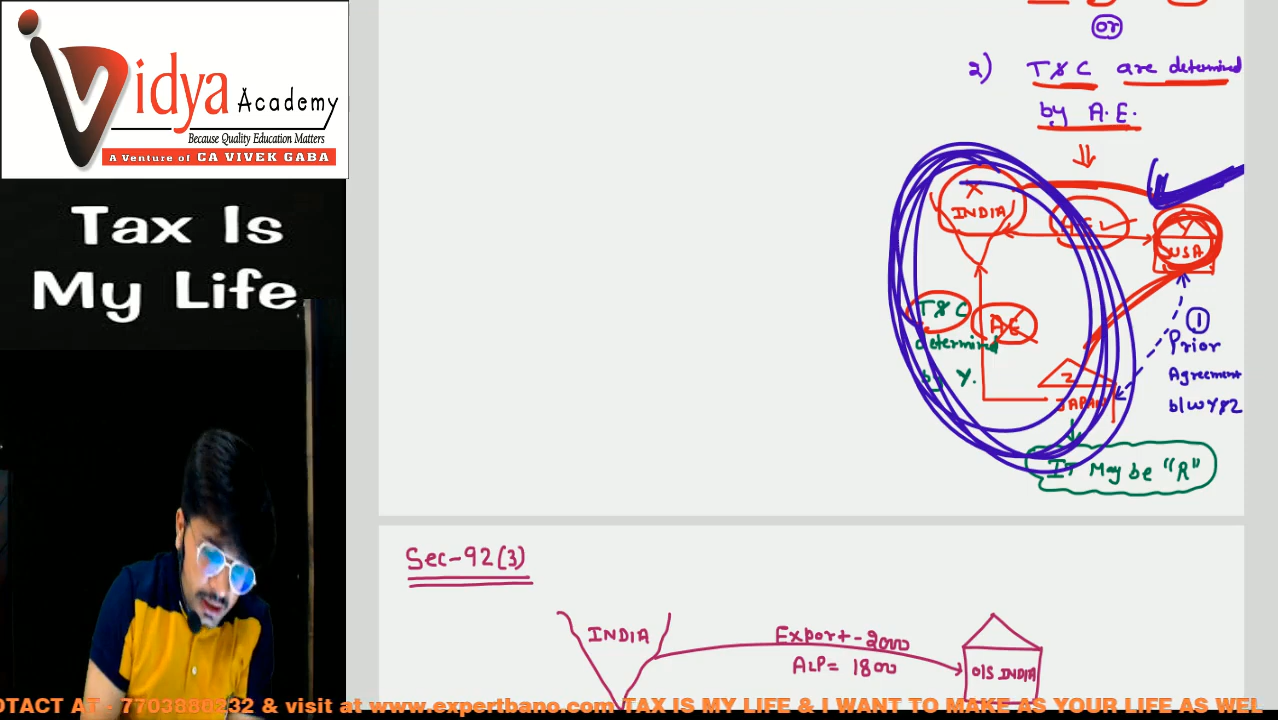 Vidya Academy
Because Quality Education Matters
A Venture of CA VIVEK GABA
Tax Is
My Life
or
2) T&C are determined
by A.E.
X
INDIA
A.E.
Y
USA
T&C
determined
by Y.
A.E
Z
JAPAN
1
Prior
Agreement
b/w Y&Z
IT May be "R"
Sec-92(3)
INDIA
Export-2000
ALP= 1800
O/S INDIA
OTACT AT - 7703880232 & visit at www.expertbano.com TAX IS MY LIFE & I WANT TO MAKE AS YOUR LIFE AS WEL